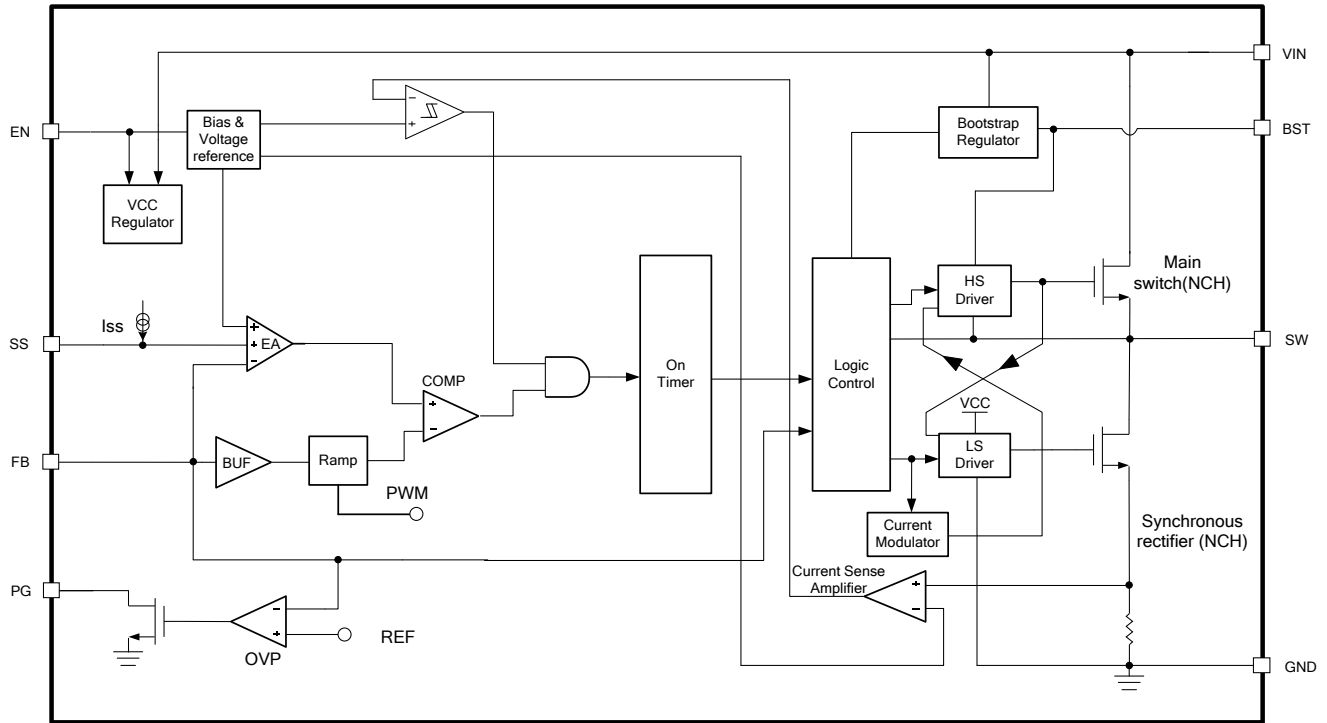 VIN
EN
Bias &
Voltage
reference
−
+
Bootstrap
Regulator
BST
VCC
Regulator
HS
Driver
Main
switch(NCH)
Iss
SS
+
+
−
EA
On
Timer
Logic
Control
SW
COMP
+
−
VCC
LS
Driver
FB
BUF
Ramp
PWM
Current
Modulator
Synchronous
rectifier (NCH)
Current Sense
Amplifier
+
−
PG
−
+
REF
OVP
GND